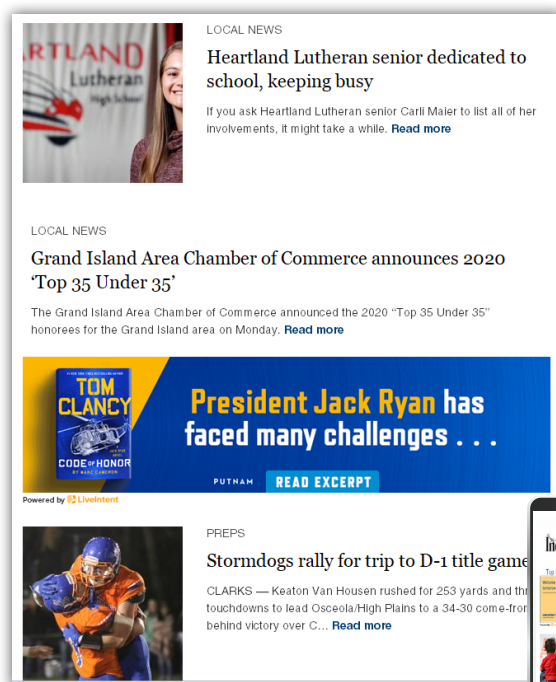 ARTLAND
Lutheran
High School
LOCAL NEWS
Heartland Lutheran senior dedicated to
school, keeping busy
If you ask Heartland Lutheran senior Carli Maier to list all of her
involvements, it might take a while. Read more
LOCAL NEWS
Grand Island Area Chamber of Commerce announces 2020
‘Top 35 Under 35’
The Grand Island Area Chamber of Commerce announced the 2020 “Top 35 Under 35”
honorees for the Grand Island area on Monday. Read more
TOM
CLANCY
CODE OF HONOR
BY MARC CAMERON
President Jack Ryan has
faced many challenges . . .
PUTNAM
READ EXCERPT
Powered by LiveIntent
PREPS
Stormdogs rally for trip to D-1 title game
CLARKS — Keaton Van Housen rushed for 253 yards and thr
touchdowns to lead Osceola/High Plains to a 34-30 come-from
behind victory over C... Read more